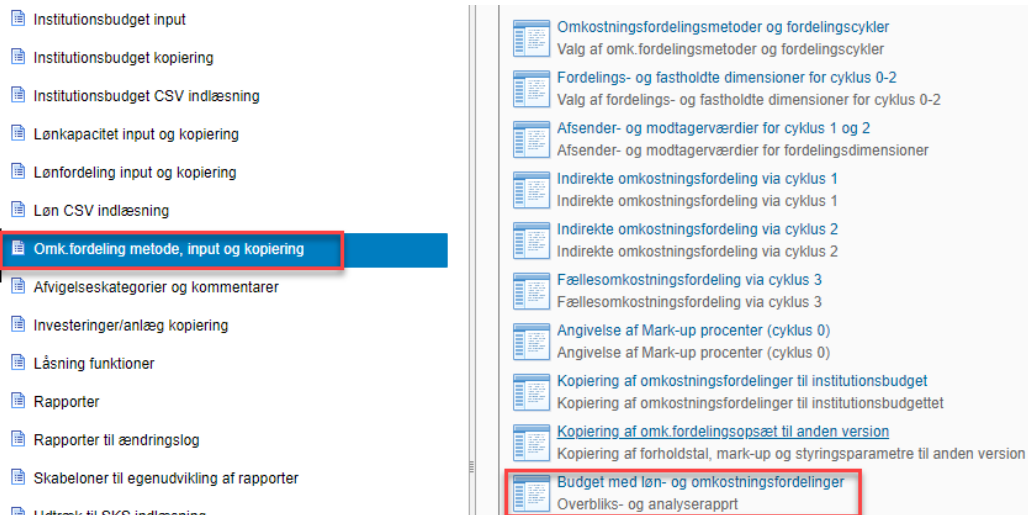 Institutionsbudget input
Institutionsbudget kopiering
Institutionsbudget CSV indlæsning
Lønkapacitet input og kopiering
Lønfordeling input og kopiering
Løn CSV indlæsning
Omk.fordeling metode, input og kopiering
Afvigelseskategorier og kommentarer
Investeringer/anlæg kopiering
Låsning funktioner
Rapporter
Rapporter til ændringslog
Skabeloner til egenudvikling af rapporter
Udtræk til SKS indlæsning
Omkostningsfordelingsmetoder og fordelingscykler
Valg af omk.fordelingsmetoder og fordelingscykler
Fordelings- og fastholdte dimensioner for cyklus 0-2
Valg af fordelings- og fastholdte dimensioner for cyklus 0-2
Afsender- og modtagerværdier for cyklus 1 og 2
Afsender- og modtagerværdier for fordelingsdimensioner
Indirekte omkostningsfordeling via cyklus 1
Indirekte omkostningsfordeling via cyklus 1
Indirekte omkostningsfordeling via cyklus 2
Indirekte omkostningsfordeling via cyklus 2
Fællesomkostningsfordeling via cyklus 3
Fællesomkostningsfordeling via cyklus 3
Angivelse af Mark-up procenter (cyklus 0)
Angivelse af Mark-up procenter (cyklus 0)
Kopiering af omkostningsfordelinger til institutionsbudget
Kopiering af omkostningsfordelinger til institutionsbudgettet
Kopiering af omk.fordelingsopsæt til anden version
Kopiering af forholdstal, mark-up og styringsparametre til anden version
Budget med løn- og omkostningsfordelinger
Overbliks- og analyserapprt